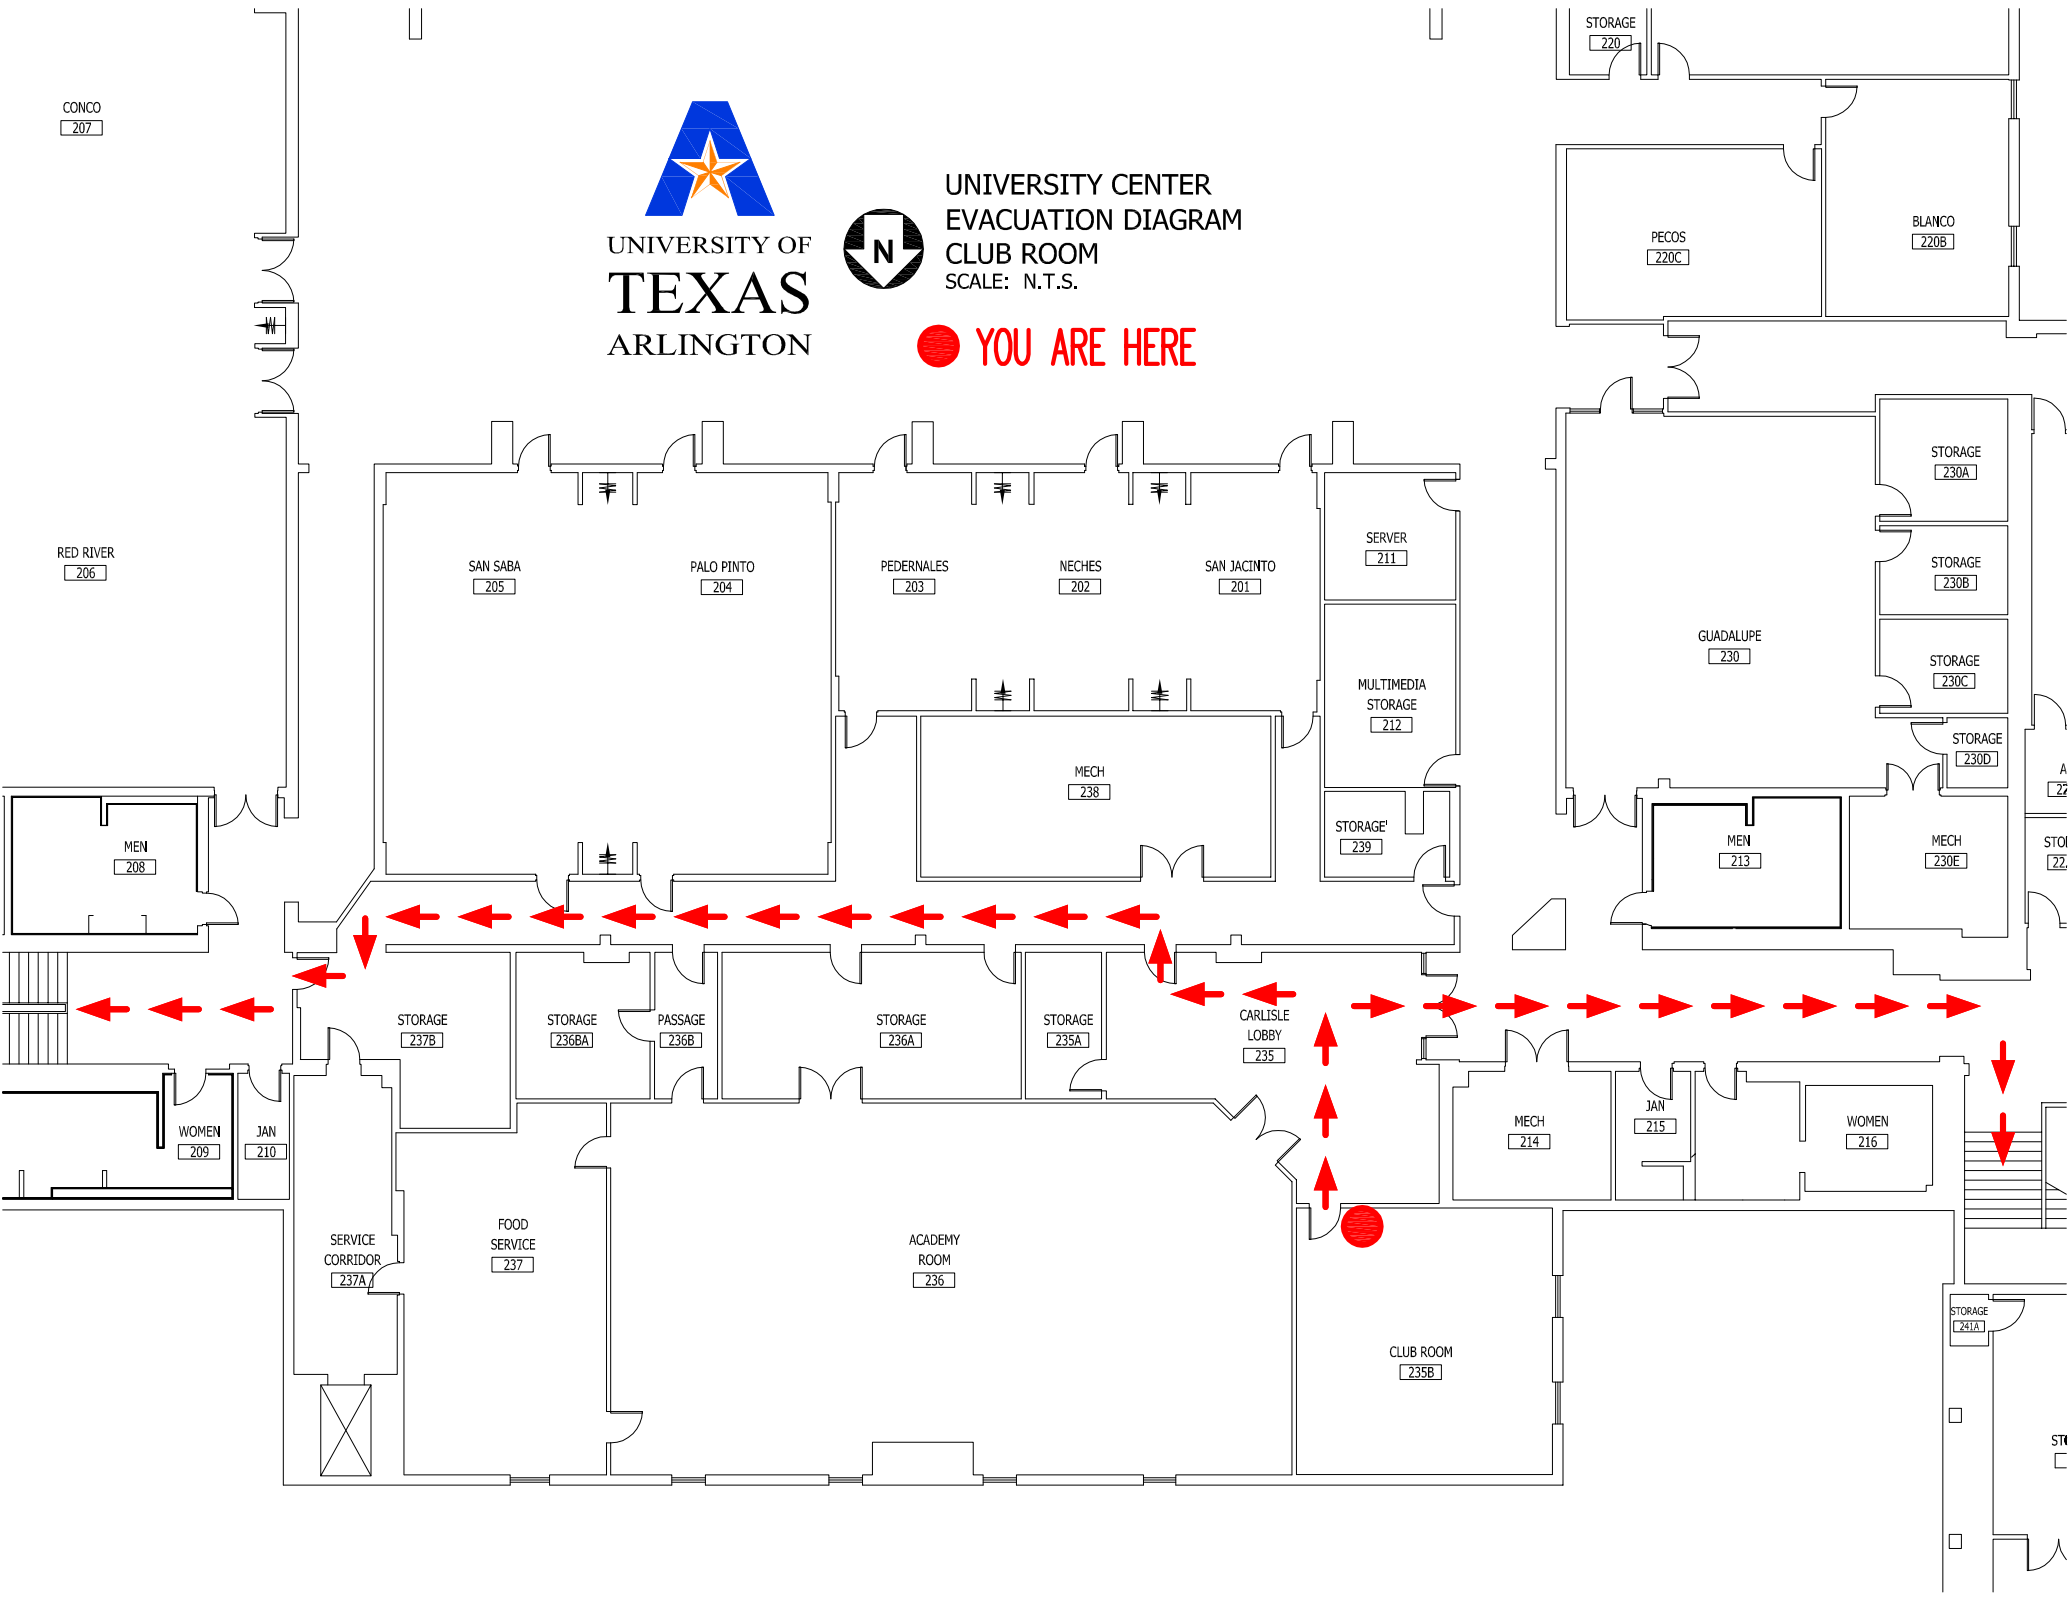 STORAGE
220
CONCO
207
UNIVERSITY OF
TEXAS
ARLINGTON
N
UNIVERSITY CENTER
EVACUATION DIAGRAM
CLUB ROOM
SCALE: N.T.S.
YOU ARE HERE
BLANCO
220B
PECOS
220C
RED RIVER
206
SAN SABA
205
PALO PINTO
204
PEDERNALES
203
NECHES
202
SAN JACINTO
201
SERVER
211
STORAGE
230A
STORAGE
230B
GUADALUPE
230
STORAGE
230C
MULTIMEDIA
STORAGE
212
STORAGE
230D
MECH
238
STORAGE'
239
MEN
208
MEN
213
MECH
230E
STORAGE
237B
STORAGE
236BA
PASSAGE
236B
STORAGE
236A
STORAGE
235A
CARLISLE
LOBBY
235
WOMEN
209
JAN
210
MECH
214
JAN
215
WOMEN
216
SERVICE
CORRIDOR
237A
FOOD
SERVICE
237
ACADEMY
ROOM
236
CLUB ROOM
235B
STORAGE
241A